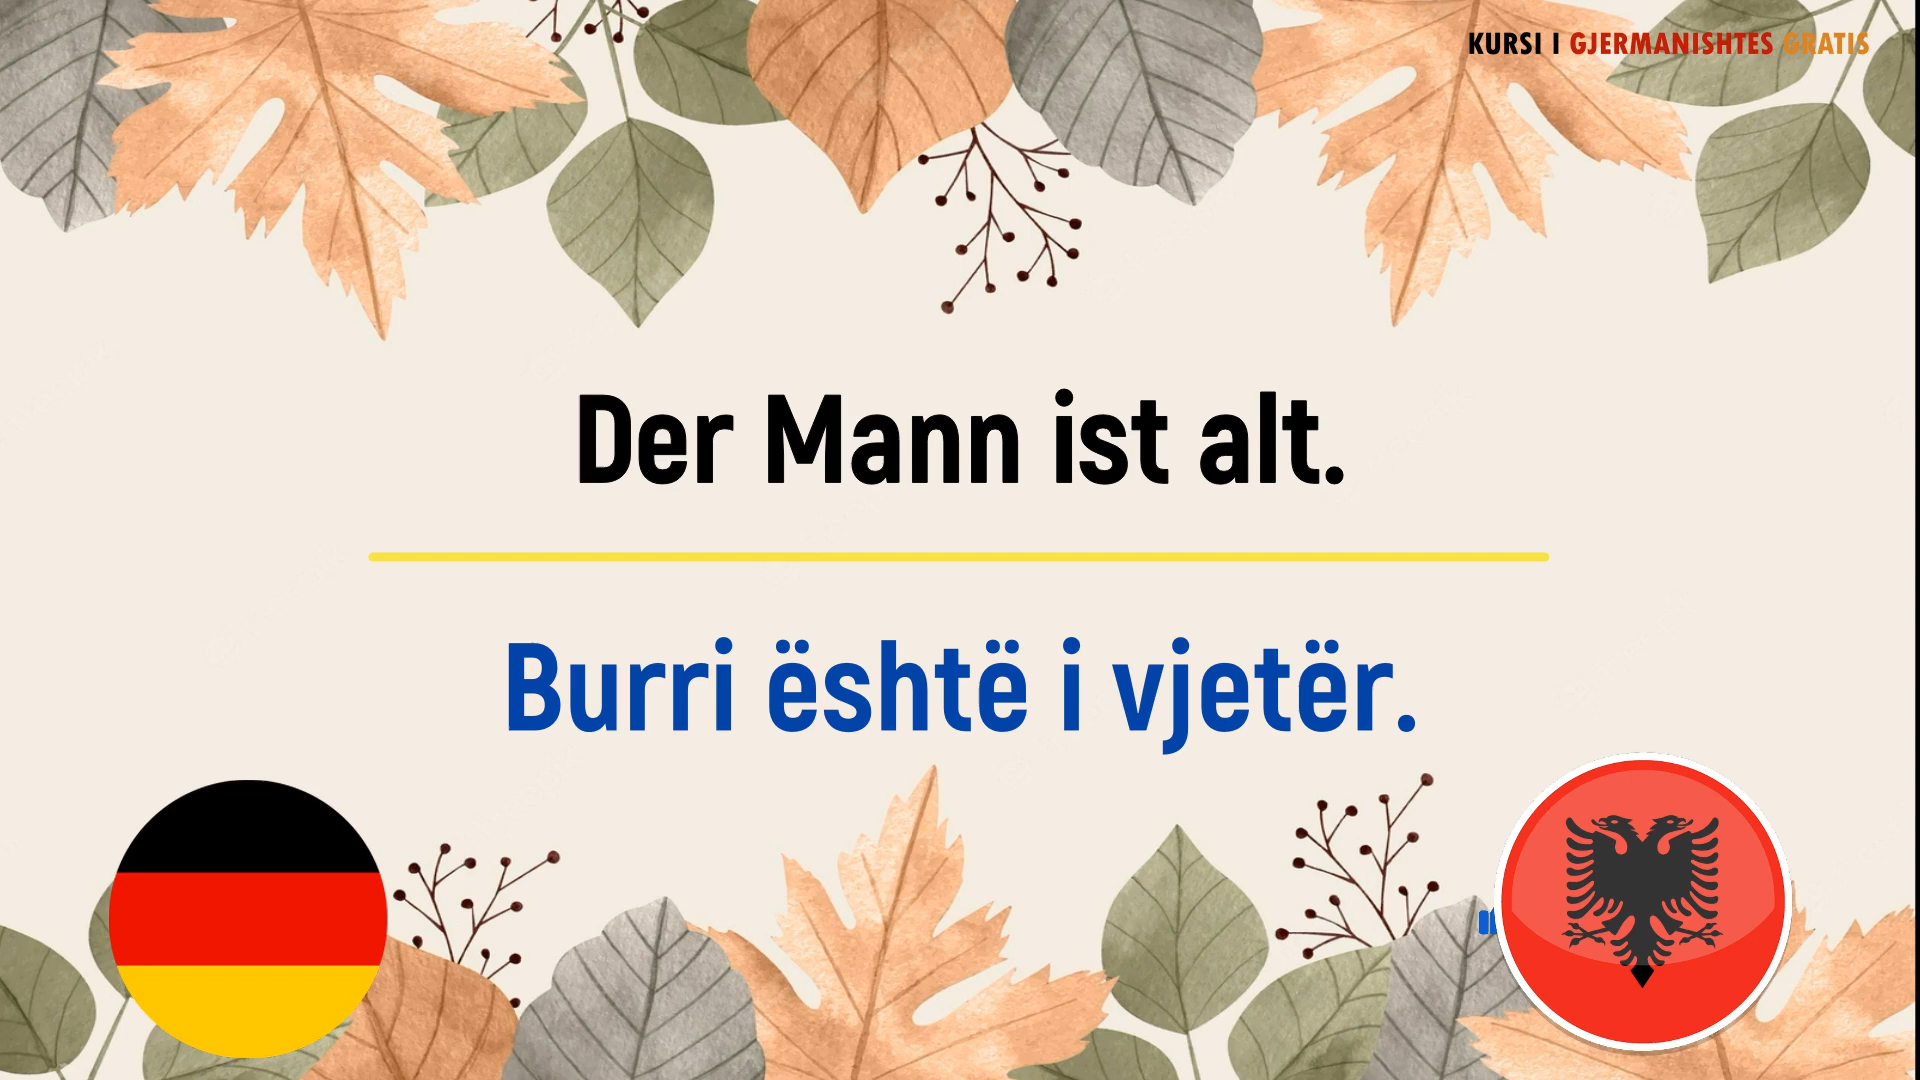 KURSI I GJERMANISHTES GRATIS
Der Mann ist alt.
Burri është i vjetër.